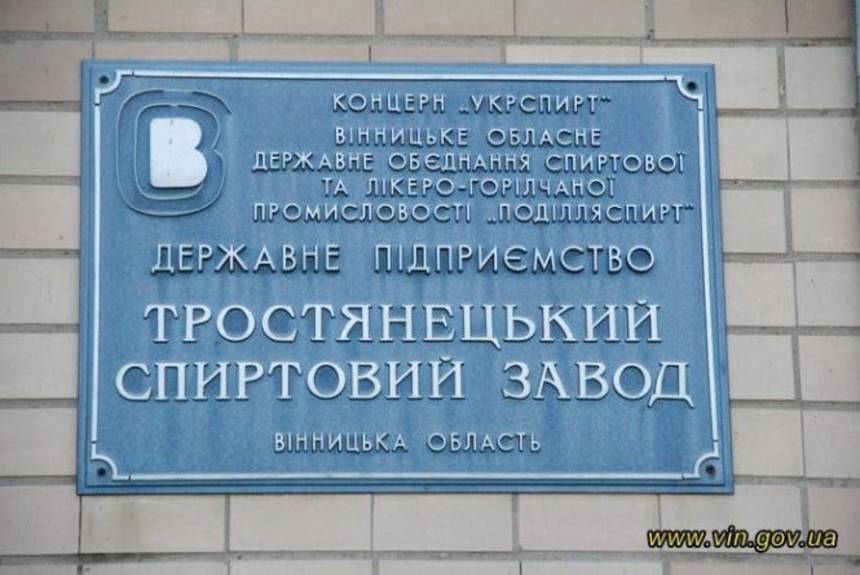 КОНЦЕРН „УКРСПИРТ"
ВІННИЦЬКЕ ОБЛАСНЕ
ДЕРЖАВНЕ ОБЄДНАННЯ СПИРТОВОЇ
ТА ЛІКЕРО-ГОРІЛЧАНОЇ
ПРОМИСЛОВОСТІ „ПОДІЛЛЯСПИРТ"
ДЕРЖАВНЕ ПІДПРИЄМСТВО
ТРОСТЯНЕЦЬКИЙ
СПИРТОВИЙ ЗАВОД
ВІННИЦЬКА ОБЛАСТЬ
www.vin.gov.ua